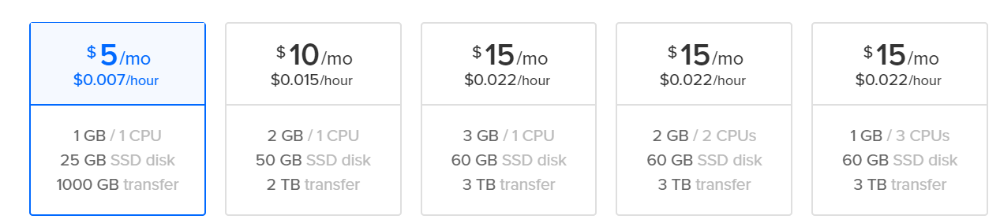 $5/mo
$0.007/hour
1 GB / 1 CPU
25 GB SSD disk
1000 GB transfer
$10/mo
$0.015/hour
2 GB / 1 CPU
50 GB SSD disk
2 TB transfer
$15/mo
$0.022/hour
3 GB / 1 CPU
60 GB SSD disk
3 TB transfer
$15/mo
$0.022/hour
2 GB / 2 CPUs
60 GB SSD disk
3 TB transfer
$15/mo
$0.022/hour
1 GB / 3 CPUs
60 GB SSD disk
3 TB transfer